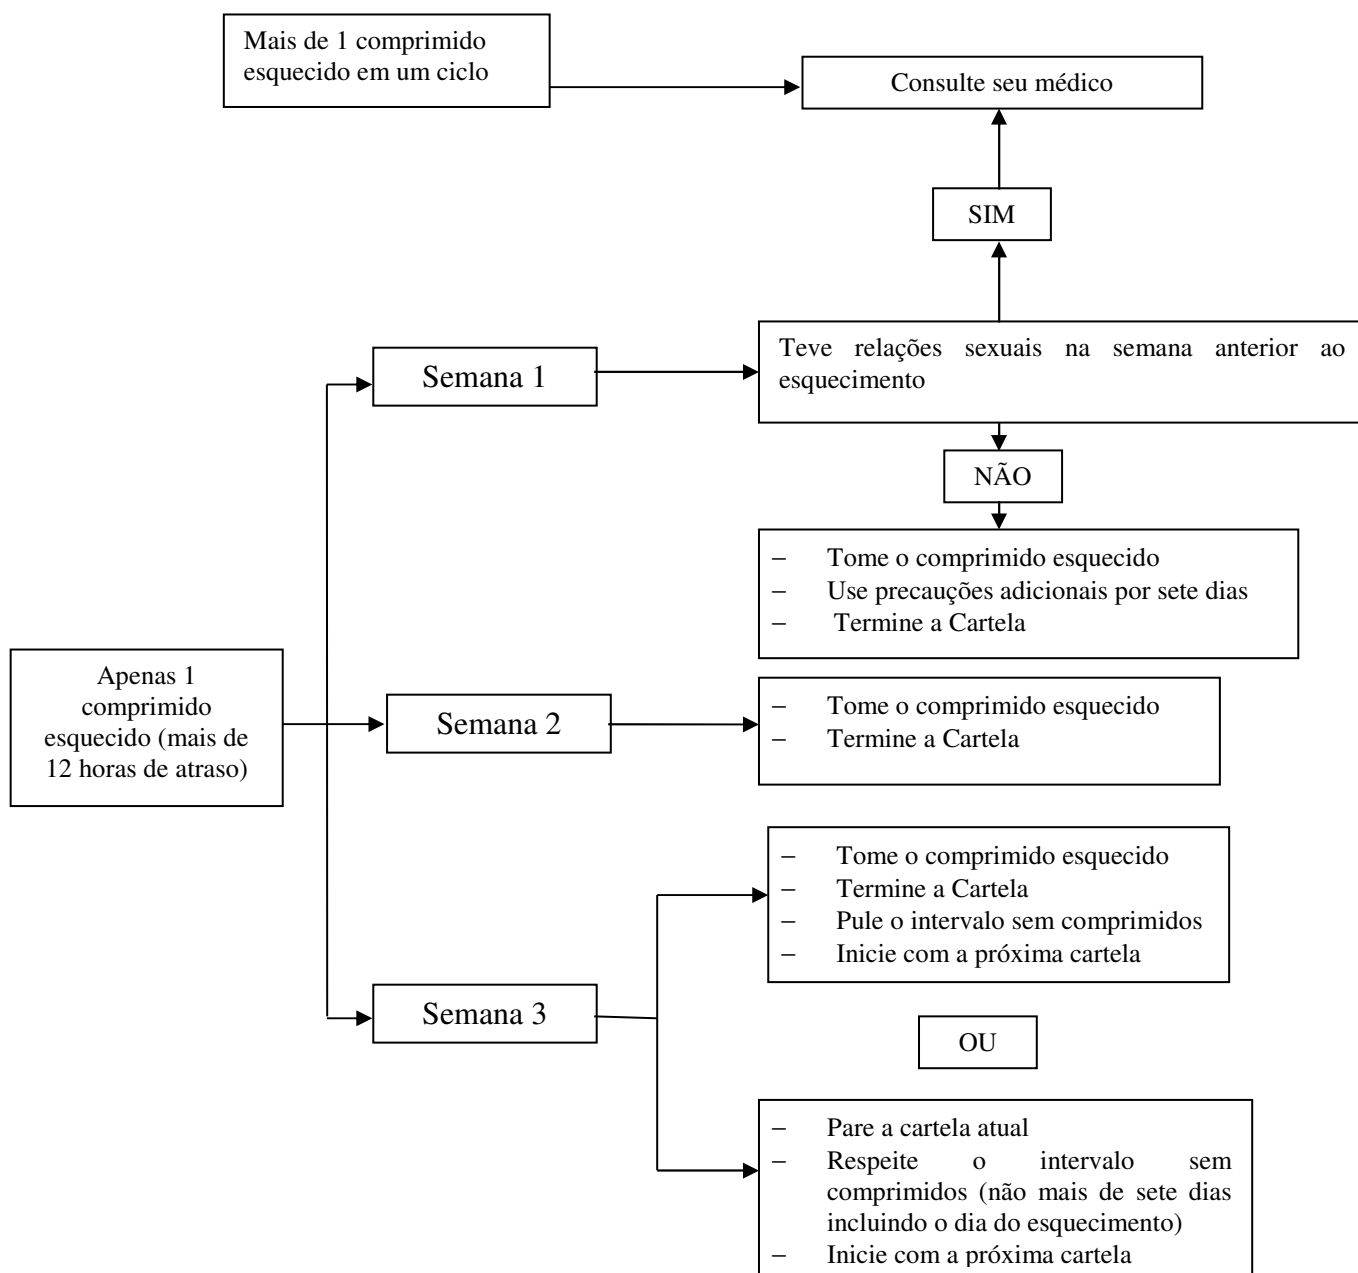 Mais de 1 comprimido
esquecido em um ciclo
Consulte seu médico
SIM
Teve relações sexuais na semana anterior ao
esquecimento
Semana 1
NÃO
– Tome o comprimido esquecido
– Use precauções adicionais por sete dias
– Termine a Cartela
Apenas 1
comprimido
esquecido (mais de
12 horas de atraso)
Semana 2
– Tome o comprimido esquecido
– Termine a Cartela
– Tome o comprimido esquecido
– Termine a Cartela
– Pule o intervalo sem comprimidos
– Inicie com a próxima cartela
Semana 3
OU
– Pare a cartela atual
– Respeite o intervalo sem
comprimidos (não mais de sete dias
incluindo o dia do esquecimento)
– Inicie com a próxima cartela